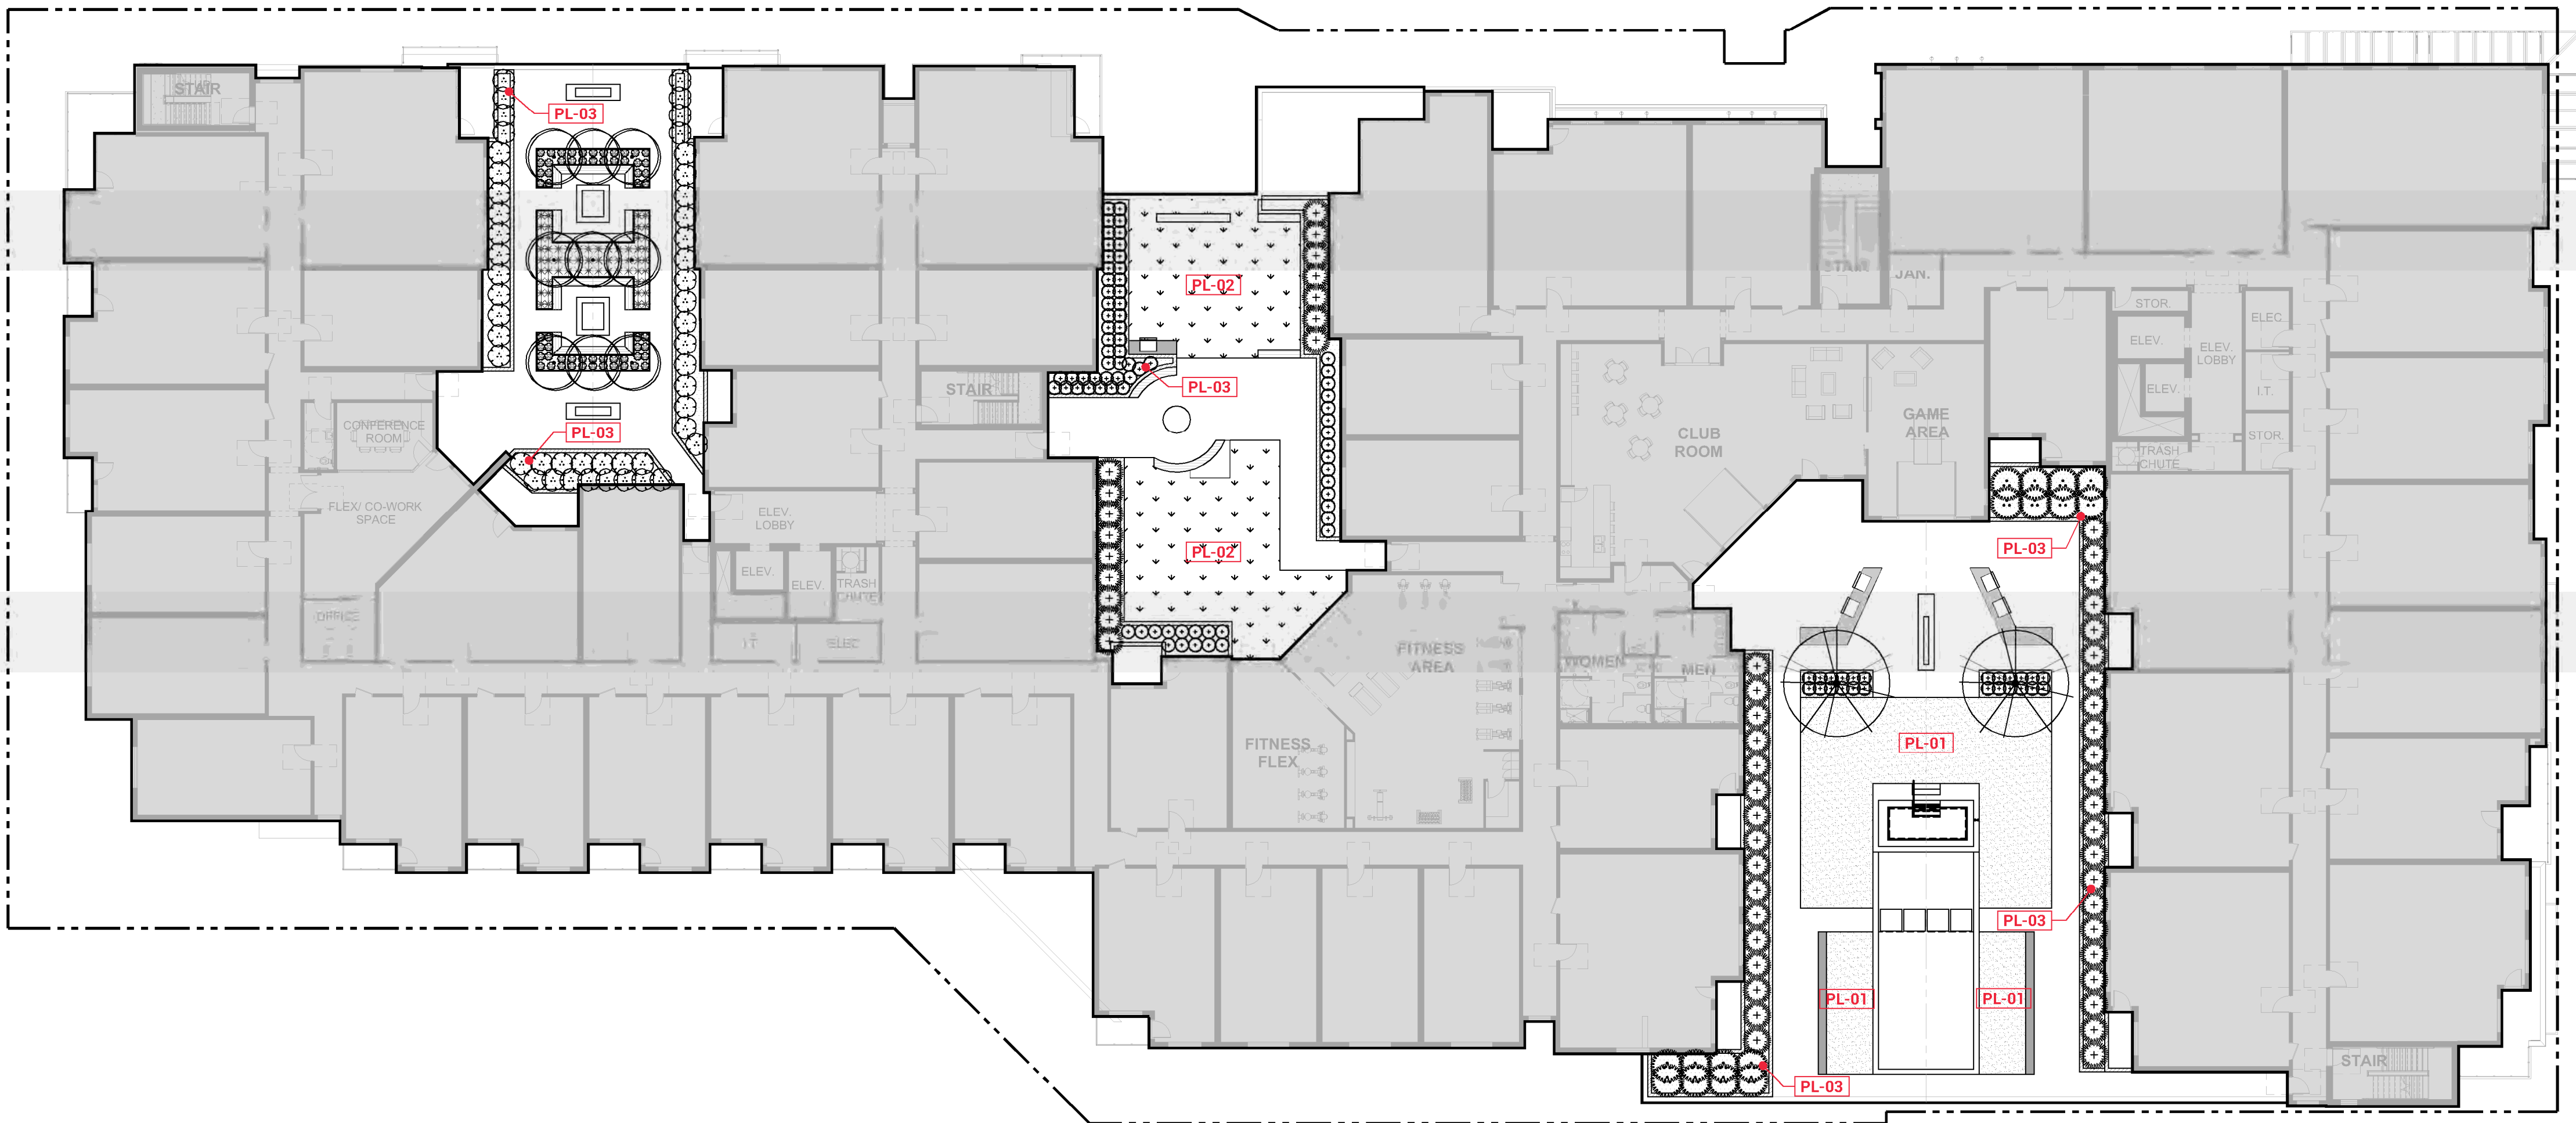 STAIR
PL-03
PL-02
STAIR
JAN.
STOR.
ELEC
ELEV.
ELEV.
LOBBY
PL-03
STAIR
ELEV.
I.T.
CONFERENCE
ROOM
PL-03
CLUB
ROOM
GAME
AREA
STOR.
TRASH
CHUTE
FLEX/ CO-WORK
SPACE
ELEV.
LOBBY
PL-02
PL-03
ELEV.
ELEV.
TRASH
CHUTE
OFFICE
I.T
ELEC
FITNESS
AREA
WOMEN
MEN
FITNESS
FLEX
PL-01
PL-03
PL-01
PL-01
STAIR
PL-03